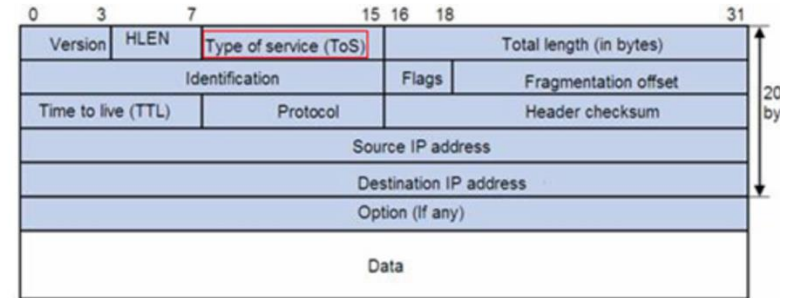 0 3 7 15 16 18 31
Version HLEN Type of service (ToS) Total length (in bytes)
Identification Flags Fragmentation offset
20
Time to live (TTL) Protocol Header checksum
by
Source IP address
Destination IP address
Option (If any)
Data